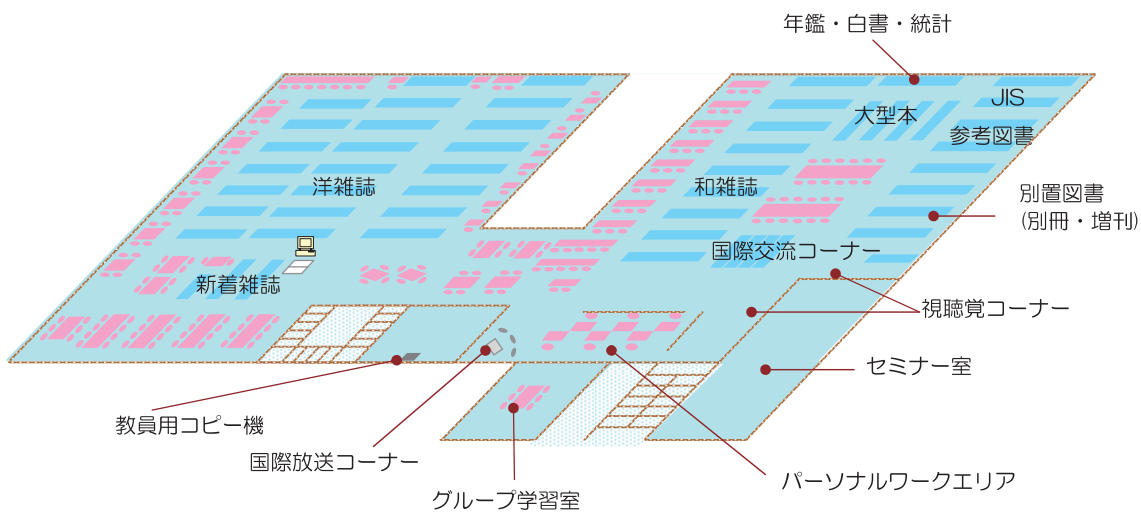 年鑑・白書・統計
JIS
大型本
参考図書
洋雑誌
和雑誌
別置図書
(別冊・増刊)
国際交流コーナー
新着雑誌
視聴覚コーナー
セミナー室
教員用コピー機
国際放送コーナー
パーソナルワークエリア
グループ学習室